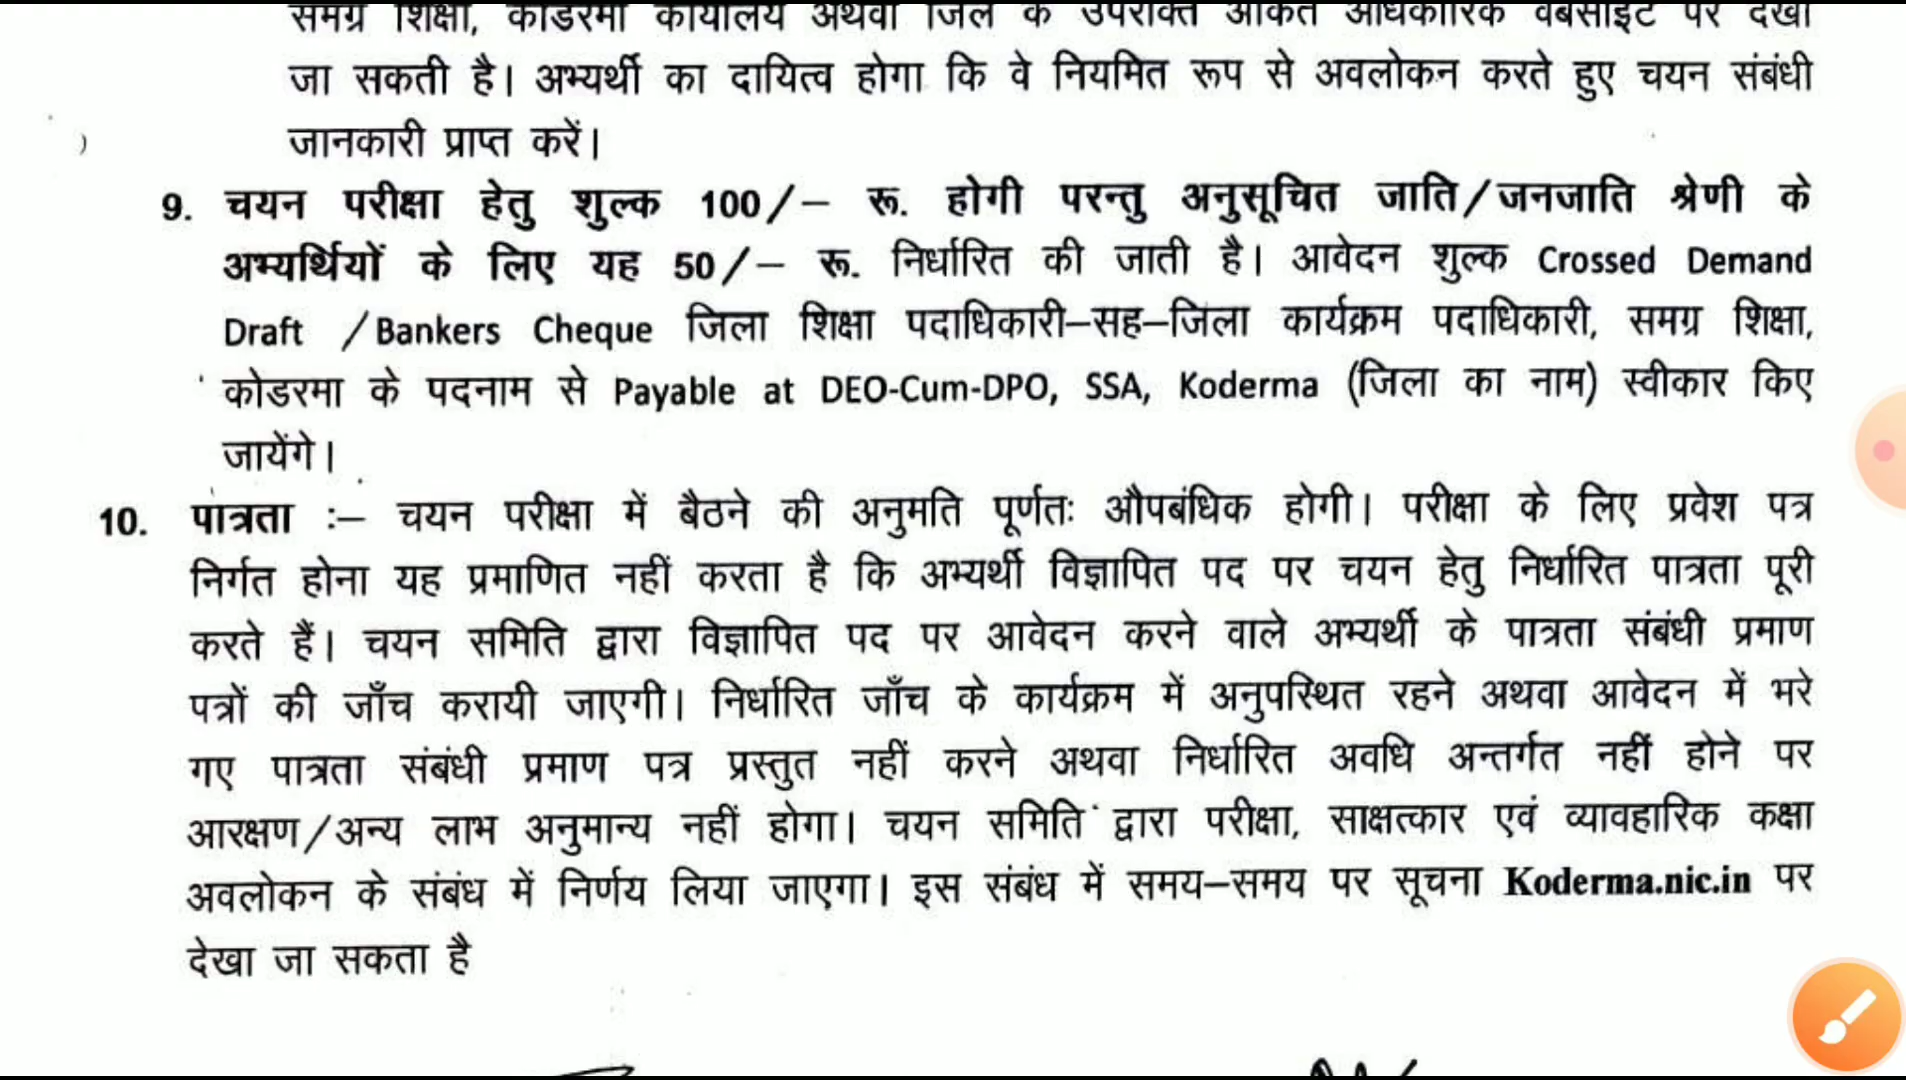 समग्र शिक्षा, कोडरमा कार्यालय अथवा जिले के उपरोक्त अंकित आधिकारिक वेबसाईट पर देखी
जा सकती है। अभ्यर्थी का दायित्व होगा कि वे नियमित रूप से अवलोकन करते हुए चयन संबंधी
जानकारी प्राप्त करें।
9. चयन परीक्षा हेतु शुल्क 100/– रू. होगी परन्तु अनुसूचित जाति/जनजाति श्रेणी के
अभ्यर्थियों के लिए यह 50/– रू. निर्धारित की जाती है। आवेदन शुल्क Crossed Demand
Draft /Bankers Cheque जिला शिक्षा पदाधिकारी–सह–जिला कार्यक्रम पदाधिकारी, समग्र शिक्षा,
कोडरमा के पदनाम से Payable at DEO-Cum-DPO, SSA, Koderma (जिला का नाम) स्वीकार किए
जायेंगे।
10. पात्रता :– चयन परीक्षा में बैठने की अनुमति पूर्णतः औपबंधिक होगी। परीक्षा के लिए प्रवेश पत्र
निर्गत होना यह प्रमाणित नहीं करता है कि अभ्यर्थी विज्ञापित पद पर चयन हेतु निर्धारित पात्रता पूरी
करते हैं। चयन समिति द्वारा विज्ञापित पद पर आवेदन करने वाले अभ्यर्थी के पात्रता संबंधी प्रमाण
पत्रों की जाँच करायी जाएगी। निर्धारित जाँच के कार्यक्रम में अनुपस्थित रहने अथवा आवेदन में भरे
गए पात्रता संबंधी प्रमाण पत्र प्रस्तुत नहीं करने अथवा निर्धारित अवधि अन्तर्गत नहीं होने पर
आरक्षण/अन्य लाभ अनुमान्य नहीं होगा। चयन समिति द्वारा परीक्षा, साक्षत्कार एवं व्यावहारिक कक्षा
अवलोकन के संबंध में निर्णय लिया जाएगा। इस संबंध में समय–समय पर सूचना Koderma.nic.in पर
देखा जा सकता है